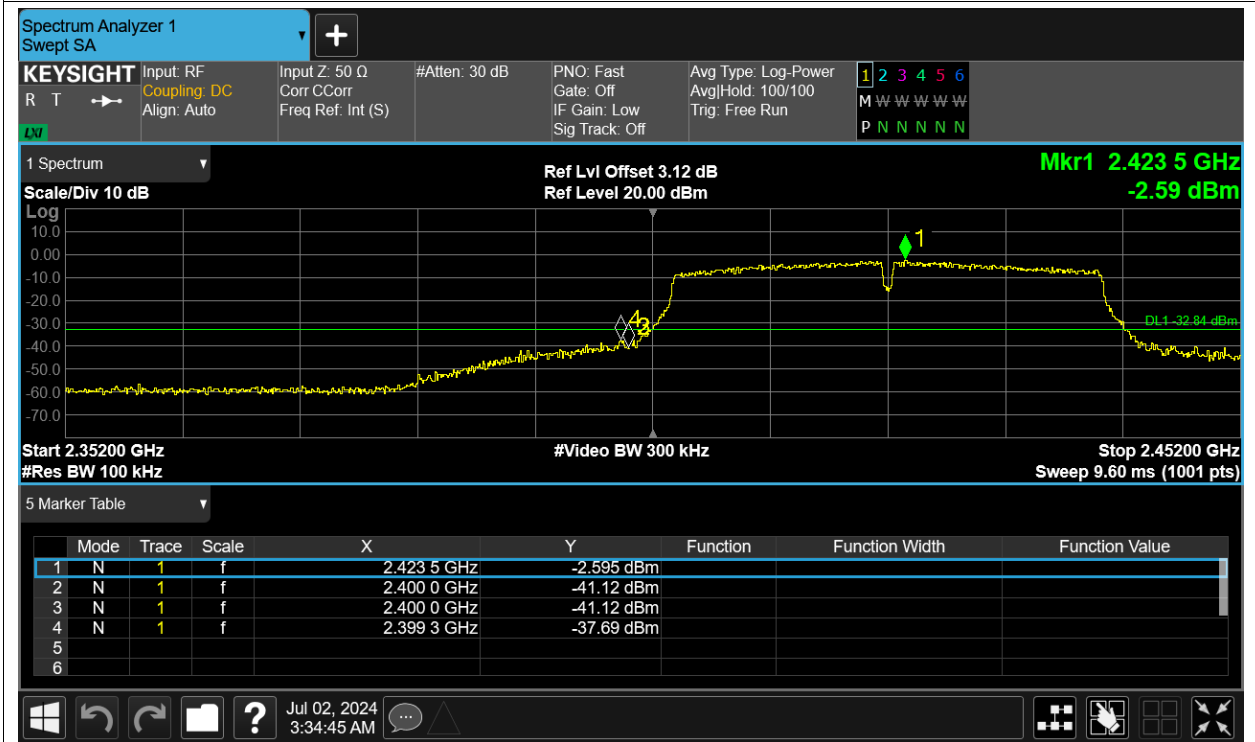 Spectrum Analyzer 1
Swept SA
KEYSIGHT Input: RF Input Z: 50 Ω #Atten: 30 dB PNO: Fast Avg Type: Log-Power 1 2 3 4 5 6
R T Coupling: DC Corr CCorr Gate: Off Avg|Hold: 100/100 M W W W W W W
Align: Auto Freq Ref: Int (S) IF Gain: Low Trig: Free Run
LXI Sig Track: Off P N N N N N N
1 Spectrum Ref Lvl Offset 3.12 dB Mkr1 2.423 5 GHz
Scale/Div 10 dB Ref Level 20.00 dBm -2.59 dBm
Log
10.0
1
0.00
-10.0
-20.0
-30.0
4
DL1 -32.84 dBm
-40.0
-50.0
-60.0
-70.0
Start 2.35200 GHz #Video BW 300 kHz Stop 2.45200 GHz
#Res BW 100 kHz Sweep 9.60 ms (1001 pts)
5 Marker Table
Mode Trace Scale X Y Function Function Width Function Value
1 N 1 f 2.423 5 GHz -2.595 dBm
2 N 1 f 2.400 0 GHz -41.12 dBm
3 N 1 f 2.400 0 GHz -41.12 dBm
4 N 1 f 2.399 3 GHz -37.69 dBm
5
6
? Jul 02, 2024
3:34:45 AM